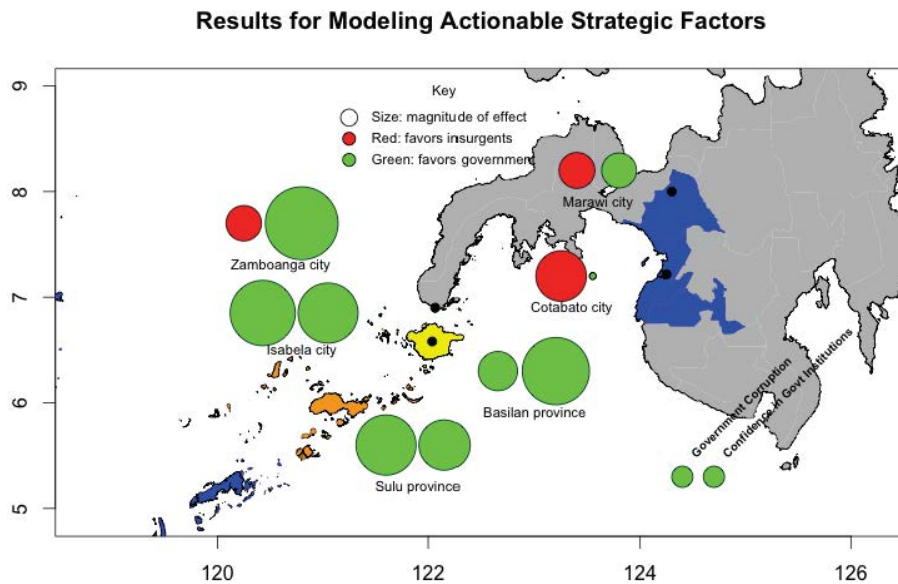 Results for Modeling Actionable Strategic Factors
Key
Size: magnitude of effect
Red: favors insurgents
Green: favors government
Marawi city
Zamboanga city
Cotabato city
Isabela city
Basilan province
Sulu province
Government Corruption
Confidence in Govt Institutions
9
8
7
6
5
120
122
124
126